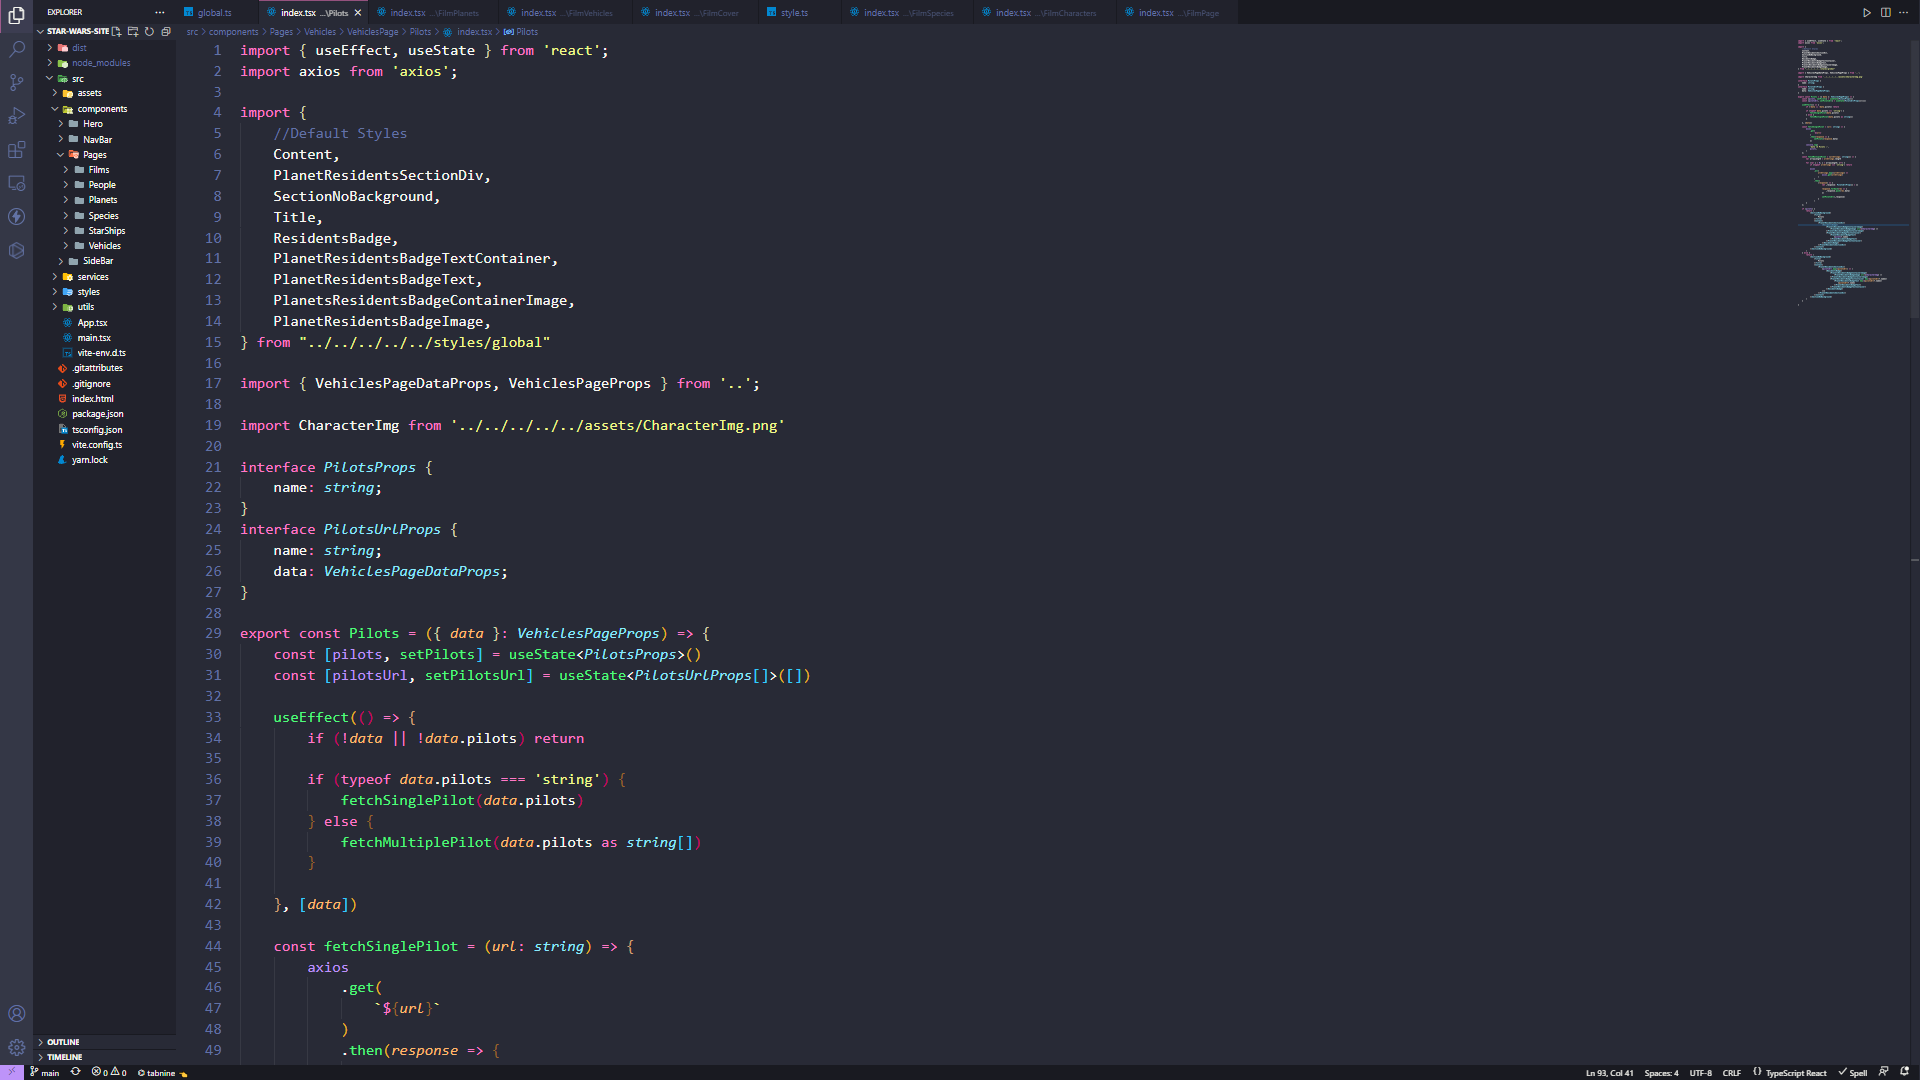 EXPLORER
global.ts
index.tsx ...\Pilots
index.tsx ...\FilmPlanets
index.tsx ...\FilmVehicles
index.tsx ...\FilmCover
style.ts
index.tsx ...\FilmSpecies
index.tsx ...\FilmCharacters
index.tsx ...\FilmPage
STAR-WARS-SITE
src > components > Pages > Vehicles > VehiclesPage > Pilots > index.tsx > Pilots
dist
node_modules
src
assets
components
Hero
NavBar
Pages
Films
People
Planets
Species
StarShips
Vehicles
SideBar
services
styles
utils
App.tsx
main.tsx
vite-env.d.ts
.gitattributes
.gitignore
index.html
package.json
tsconfig.json
vite.config.ts
yarn.lock
OUTLINE
TIMELINE
1 import { useEffect, useState } from 'react';
2 import axios from 'axios';
3
4 import {
5 //Default Styles
6 Content,
7 PlanetResidentsSectionDiv,
8 SectionNoBackground,
9 Title,
10 ResidentsBadge,
11 PlanetResidentsBadgeTextContainer,
12 PlanetResidentsBadgeText,
13 PlanetsResidentsBadgeContainerImage,
14 PlanetResidentsBadgeImage,
15 } from "../../../../../styles/global"
16
17 import { VehiclesPageDataProps, VehiclesPageProps } from '..';
18
19 import CharacterImg from '../../../../../assets/CharacterImg.png'
20
21 interface PilotsProps {
22 name: string;
23 }
24 interface PilotsUrlProps {
25 name: string;
26 data: VehiclesPageDataProps;
27 }
28
29 export const Pilots = ({ data }: VehiclesPageProps) => {
30 const [pilots, setPilots] = useState<PilotsProps>()
31 const [pilotsUrl, setPilotsUrl] = useState<PilotsUrlProps[]>([])
32
33 useEffect(() => {
34 if (!data || !data.pilots) return
35
36 if (typeof data.pilots === 'string') {
37 fetchSinglePilot(data.pilots)
38 } else {
39 fetchMultiplePilot(data.pilots as string[])
40 }
41
42 }, [data])
43
44 const fetchSinglePilot = (url: string) => {
45 axios
46 .get(
47 `${url}`
48 )
49 .then(response => {
main
0 0
tabnine
Ln 93, Col 41
Spaces: 4
UTF-8
CRLF
{} TypeScript React
Spell